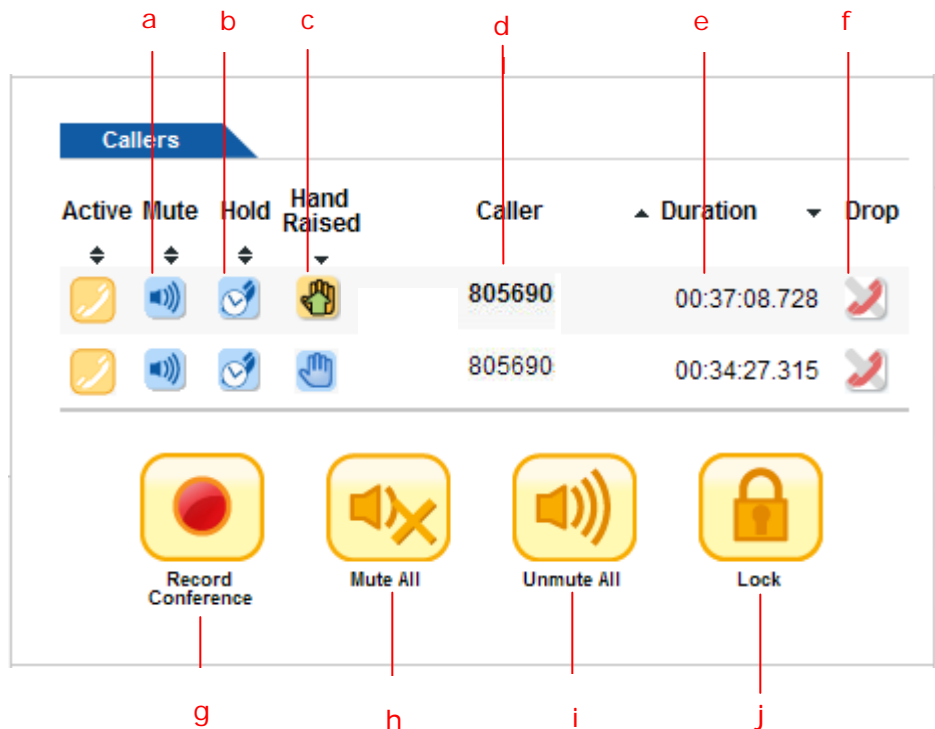 a b c d e f
Callers
Active Mute Hold Hand Raised Caller Duration Drop
805690 00:37:08.728
805690 00:34:27.315
Record Conference Mute All Unmute All Lock
g h i j